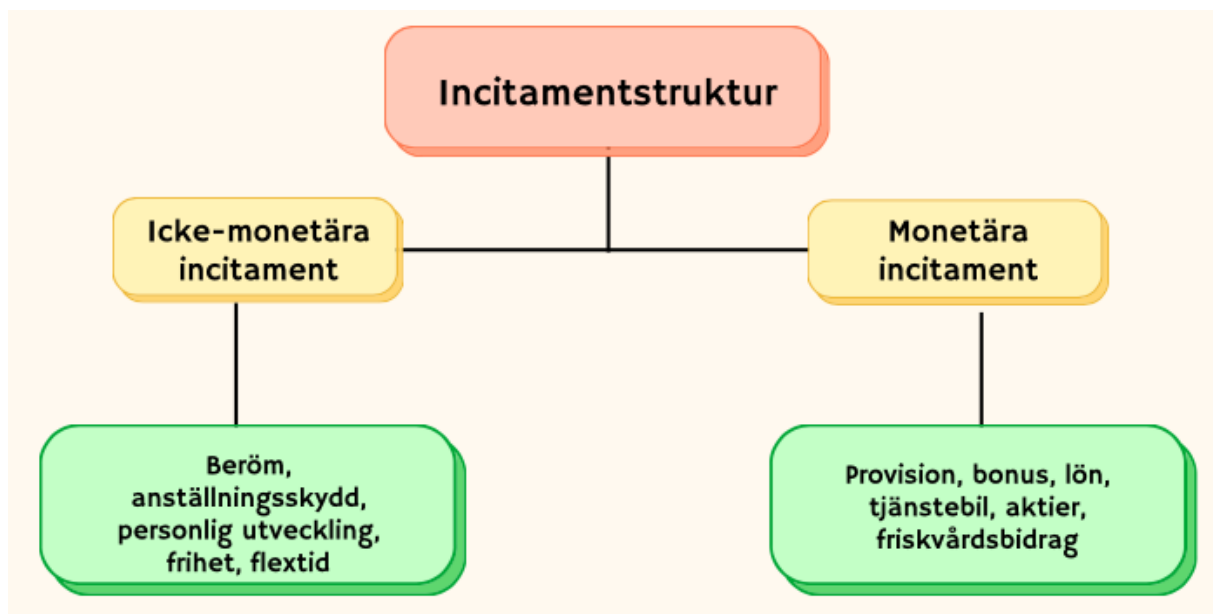 Incitamentstruktur
Icke-monetära
incitament
Monetära
incitament
Beröm,
anställningsskydd,
personlig utveckling,
frihet, flextid
Provision, bonus, lön,
tjänstebil, aktier,
friskvårdsbidrag